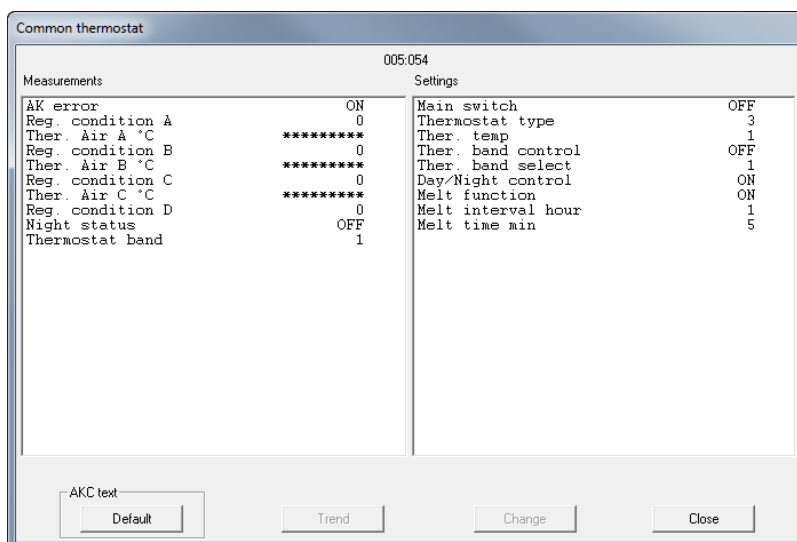 Common thermostat
005:054
Measurements
Settings
AK error ON
Reg. condition A 0
Ther. Air A °C *********
Reg. condition B 0
Ther. Air B °C *********
Reg. condition C 0
Ther. Air C °C *********
Reg. condition D 0
Night status OFF
Thermostat band 1
Main switch OFF
Thermostat type 3
Ther. temp 1
Ther. band control OFF
Ther. band select 1
Day/Night control ON
Melt function ON
Melt interval hour 1
Melt time min 5
AKC text
Default
Trend
Change
Close